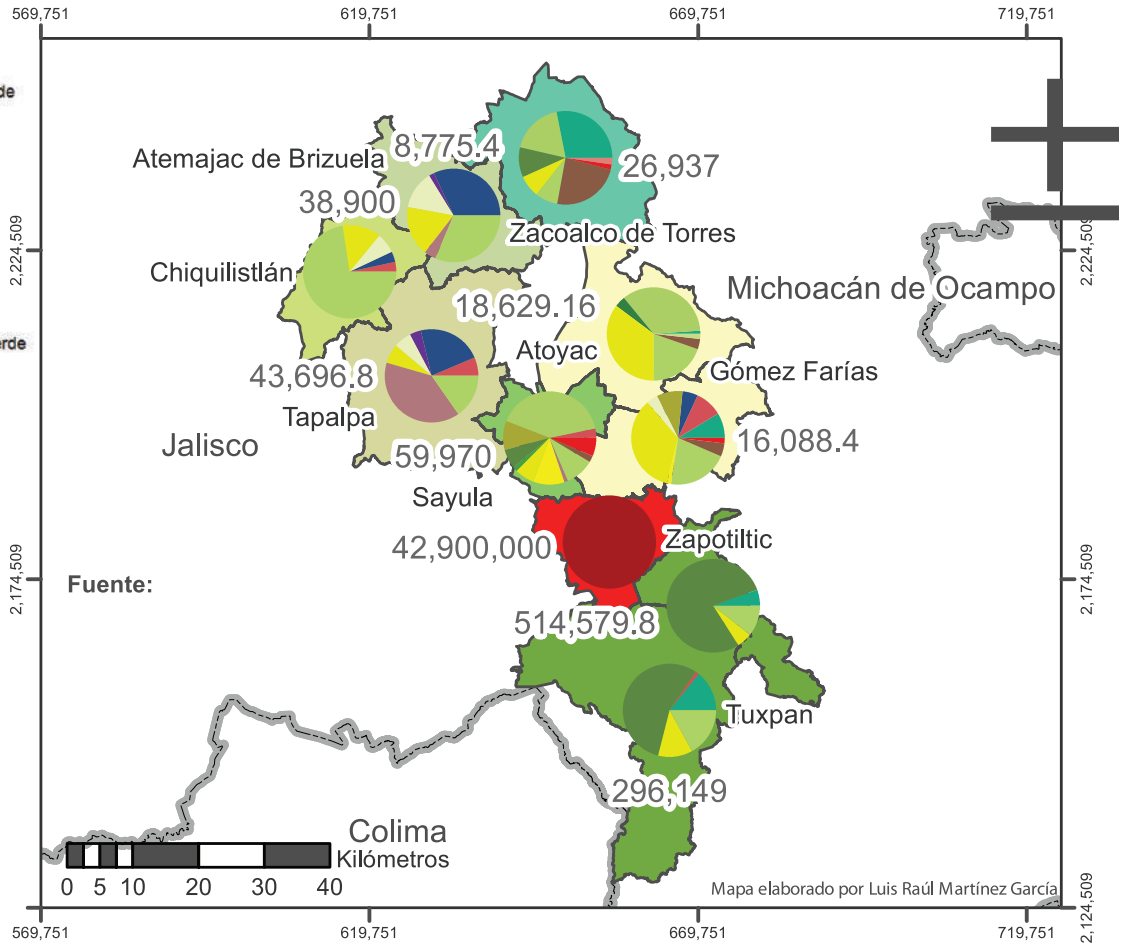 569,751
619,751
669,751
719,751
de
Atemajac de Brizuela
8,775.4
26,937
38,900
Zacoalco de Torres
2,224,509
2,224,509
Chiquilistlán
18,629.16
Michoacán de Ocampo
erde
Atoyac
43,696.8
Gómez Farías
Tapalpa
Jalisco
59,970
16,088.4
Sayula
42,900,000
Zapotiltic
Fuente:
2,174,509
2,174,509
514,579.8
Tuxpan
296,149
Colima
Kilómetros
0 5 10 20 30 40
Mapa elaborado por Luis Raúl Martínez García
2,124,509
2,124,509
569,751
619,751
669,751
719,751